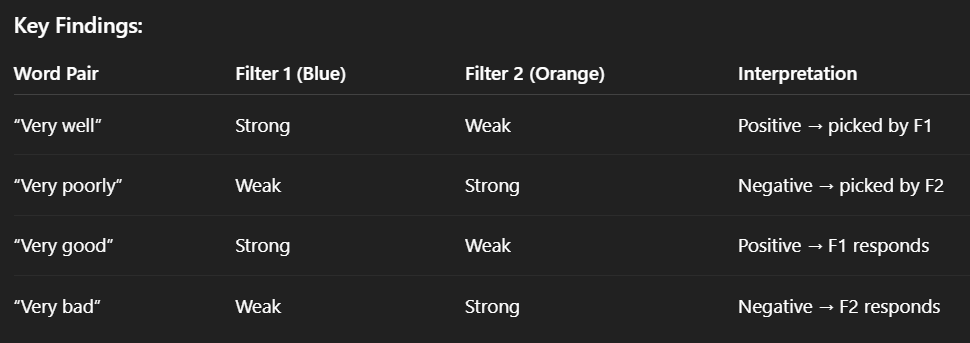 Key Findings:
Word Pair Filter 1 (Blue) Filter 2 (Orange) Interpretation
“Very well” Strong Weak Positive → picked by F1
“Very poorly” Weak Strong Negative → picked by F2
“Very good” Strong Weak Positive → F1 responds
“Very bad” Weak Strong Negative → F2 responds